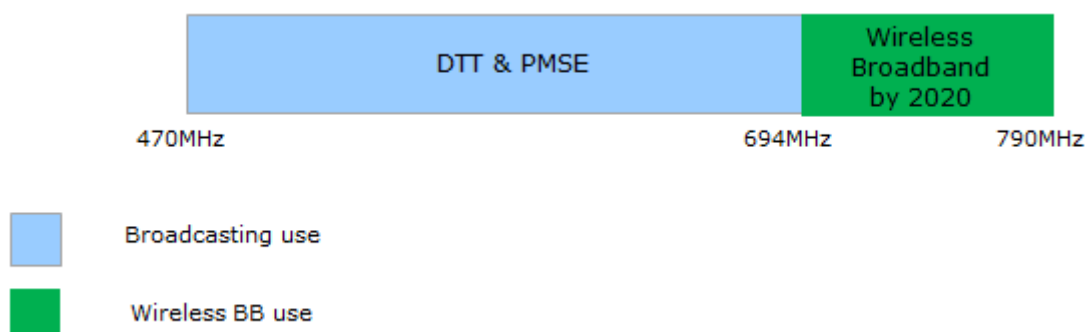 DTT & PMSE
Wireless
Broadband
by 2020
470MHz
694MHz
790MHz
Broadcasting use
Wireless BB use